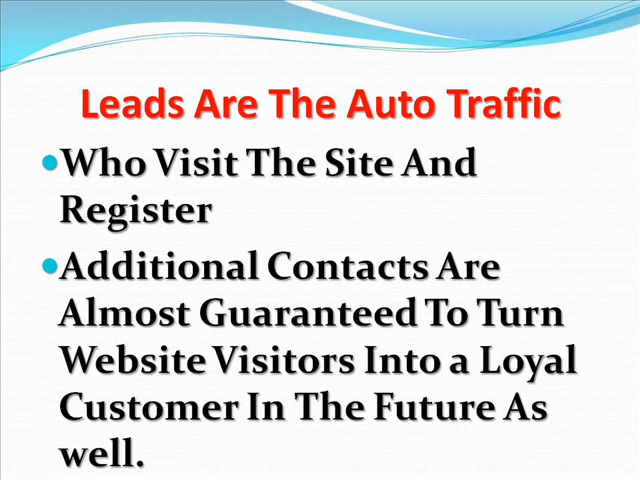 Leads Are The Auto Traffic
Who Visit The Site And
Register
Additional Contacts Are
Almost Guaranteed To Turn
Website Visitors Into a Loyal
Customer In The Future As
well.